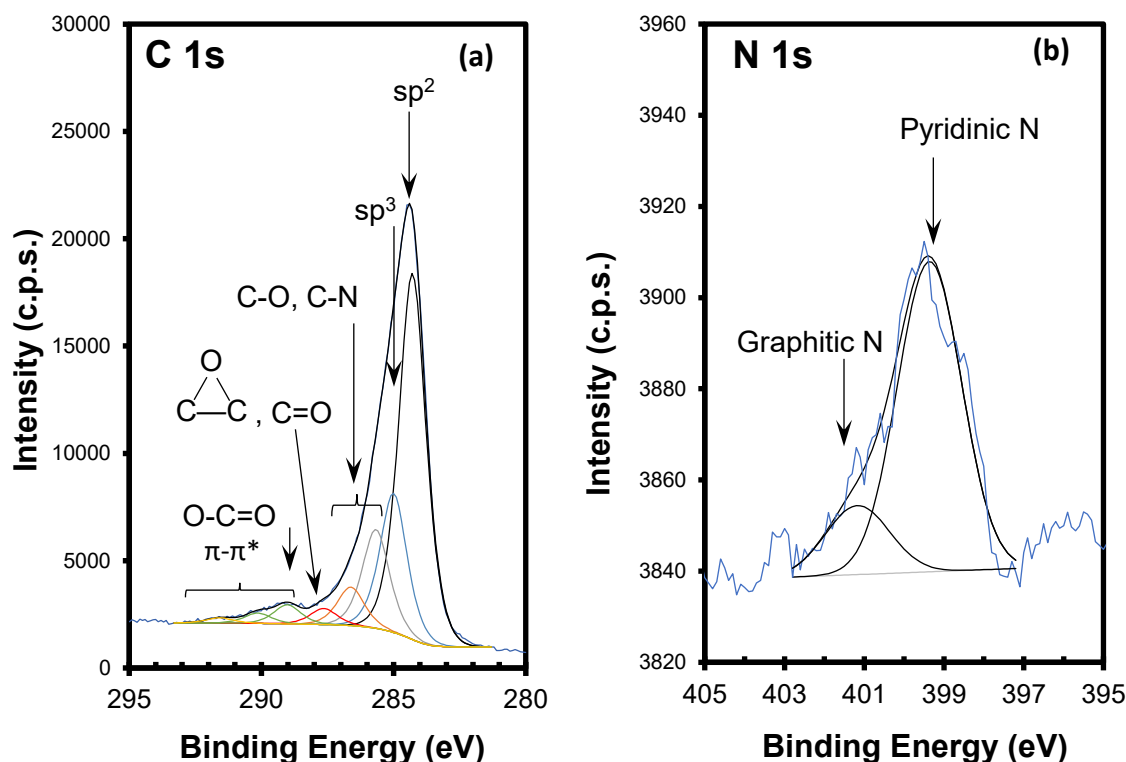 C 1s
(a)
30000
25000
20000
15000
10000
5000
0
295
290
285
280
Intensity (c.p.s.)
Binding Energy (eV)
sp²
sp³
C-O, C-N
O
C C , C=O
O-C=O
π-π*
N 1s
(b)
3960
3940
3920
3900
3880
3860
3840
3820
405
403
401
399
397
395
Intensity (c.p.s.)
Binding Energy (eV)
Pyridinic N
Graphitic N